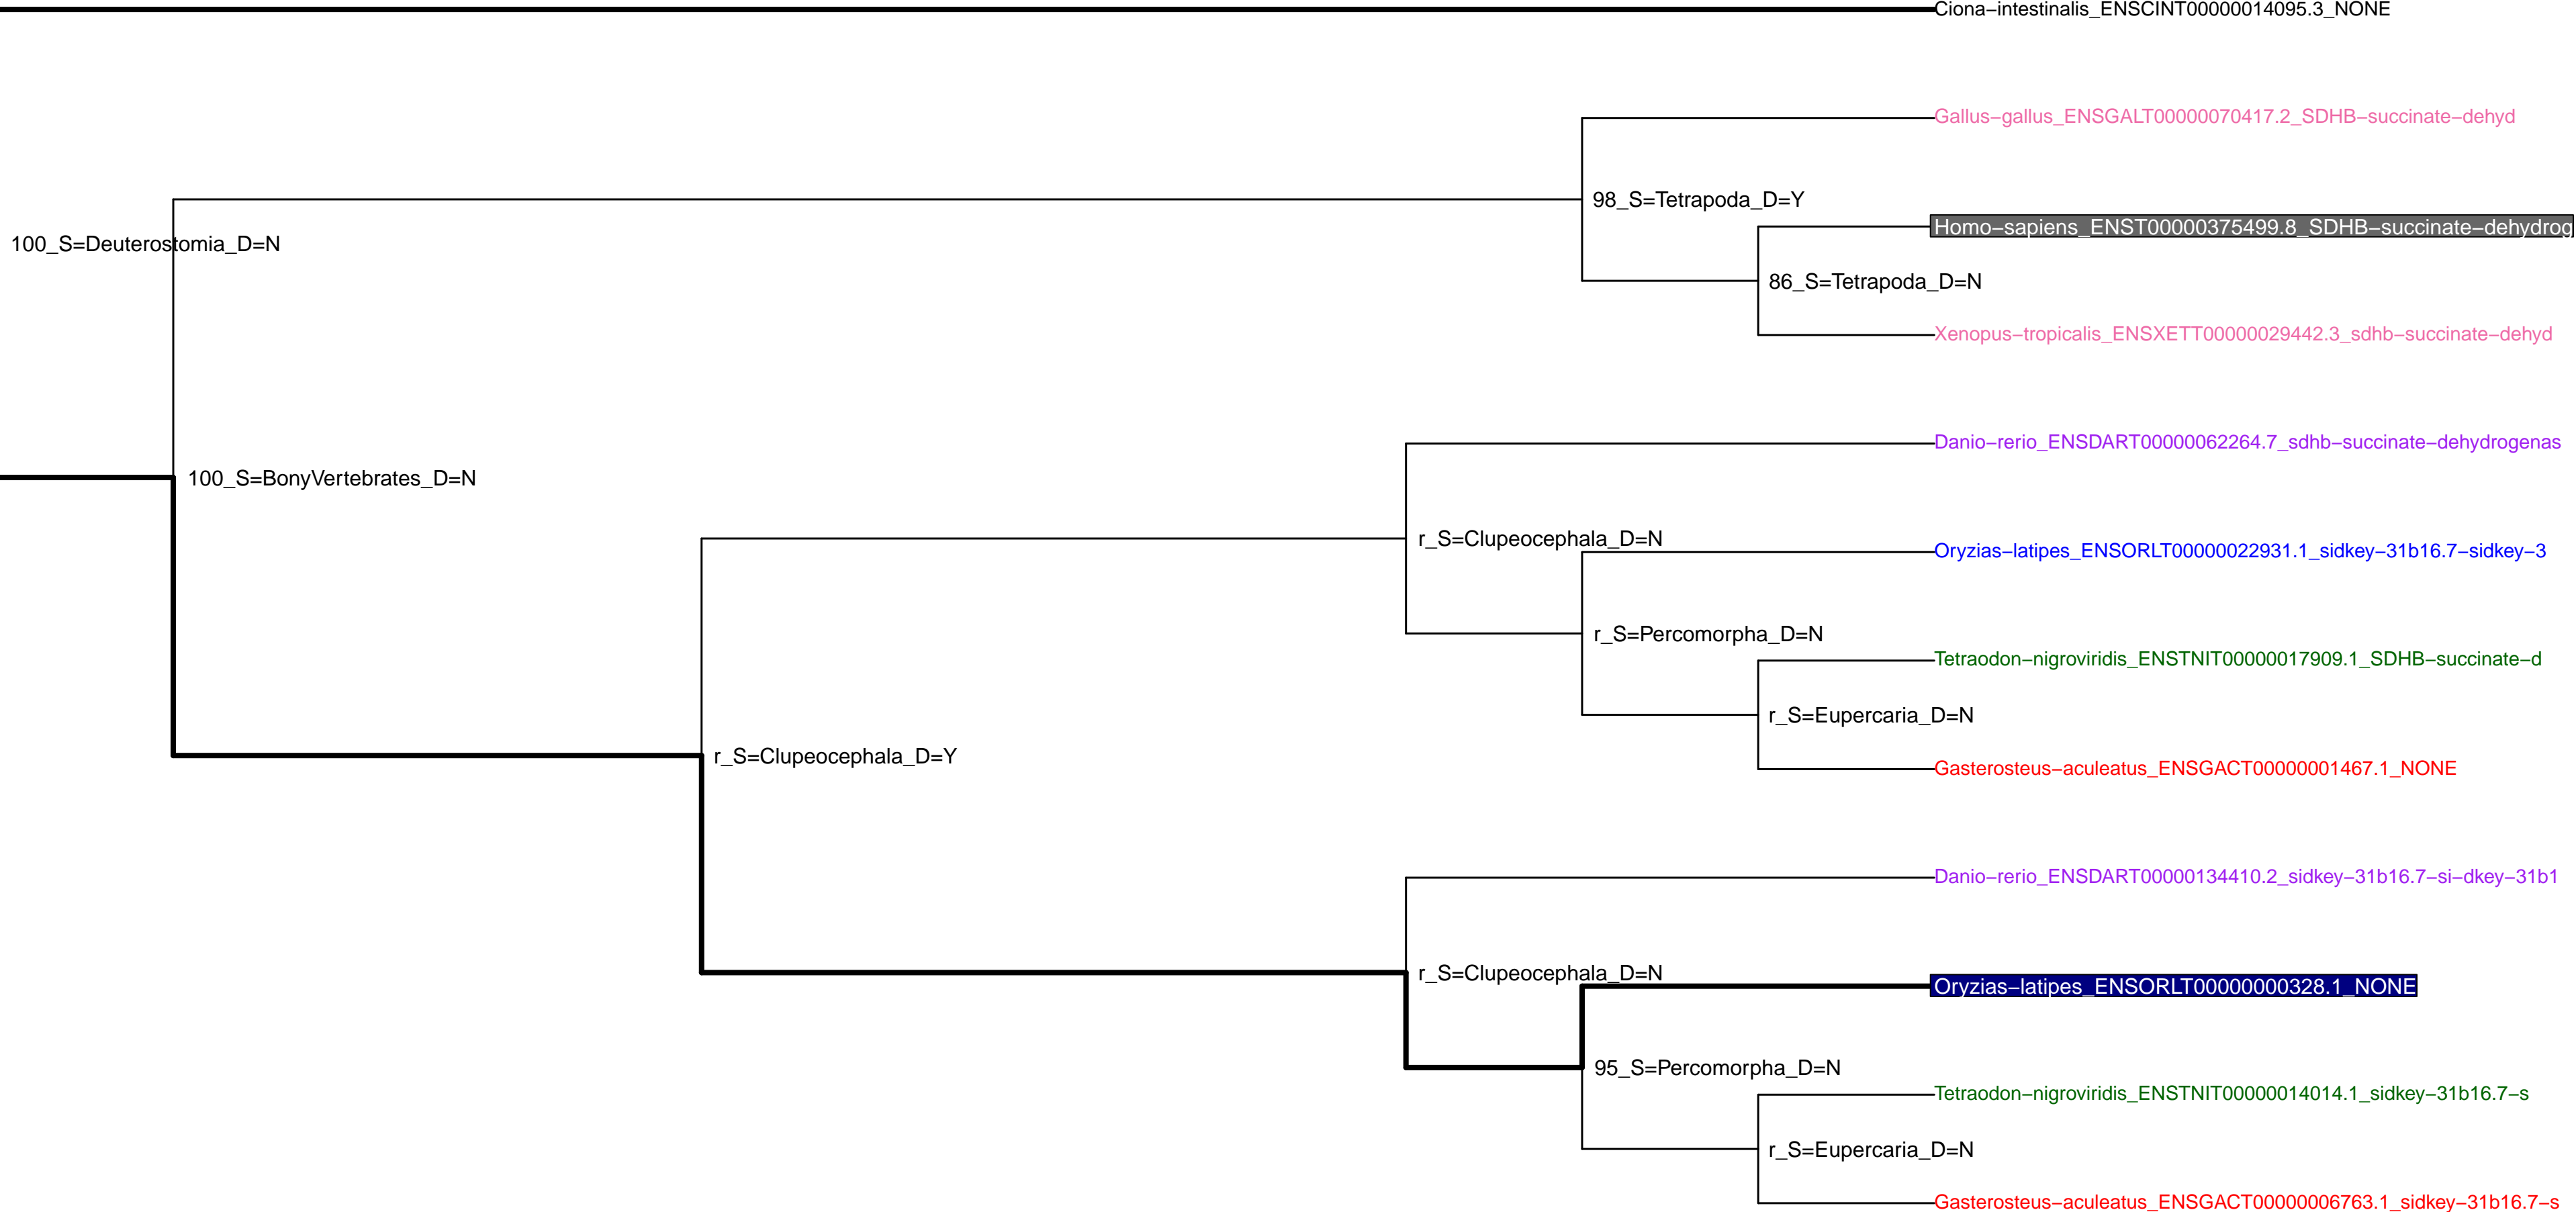 Ciona−intestinalis_ENSCINT00000014095.3_NONE
Gallus−gallus_ENSGALT00000070417.2_SDHB−succinate−dehyd
98_S=Tetrapoda_D=Y
Homo−sapiens_ENST00000375499.8_SDHB−succinate−dehydrog
100_S=Deuterostomia_D=N
86_S=Tetrapoda_D=N
Xenopus−tropicalis_ENSXETT00000029442.3_sdhb−succinate−dehyd
Danio−rerio_ENSDART00000062264.7_sdhb−succinate−dehydrogenas
100_S=BonyVertebrates_D=N
r_S=Clupeocephala_D=N
Oryzias−latipes_ENSORLT00000022931.1_sidkey−31b16.7−sidkey−3
r_S=Percomorpha_D=N
Tetraodon−nigroviridis_ENSTNIT00000017909.1_SDHB−succinate−d
r_S=Eupercaria_D=N
r_S=Clupeocephala_D=Y
Gasterosteus−aculeatus_ENSGACT00000001467.1_NONE
Danio−rerio_ENSDART00000134410.2_sidkey−31b16.7−si−dkey−31b1
r_S=Clupeocephala_D=N
Oryzias−latipes_ENSORLT00000000328.1_NONE
95_S=Percomorpha_D=N
Tetraodon−nigroviridis_ENSTNIT00000014014.1_sidkey−31b16.7−s
r_S=Eupercaria_D=N
Gasterosteus−aculeatus_ENSGACT00000006763.1_sidkey−31b16.7−s